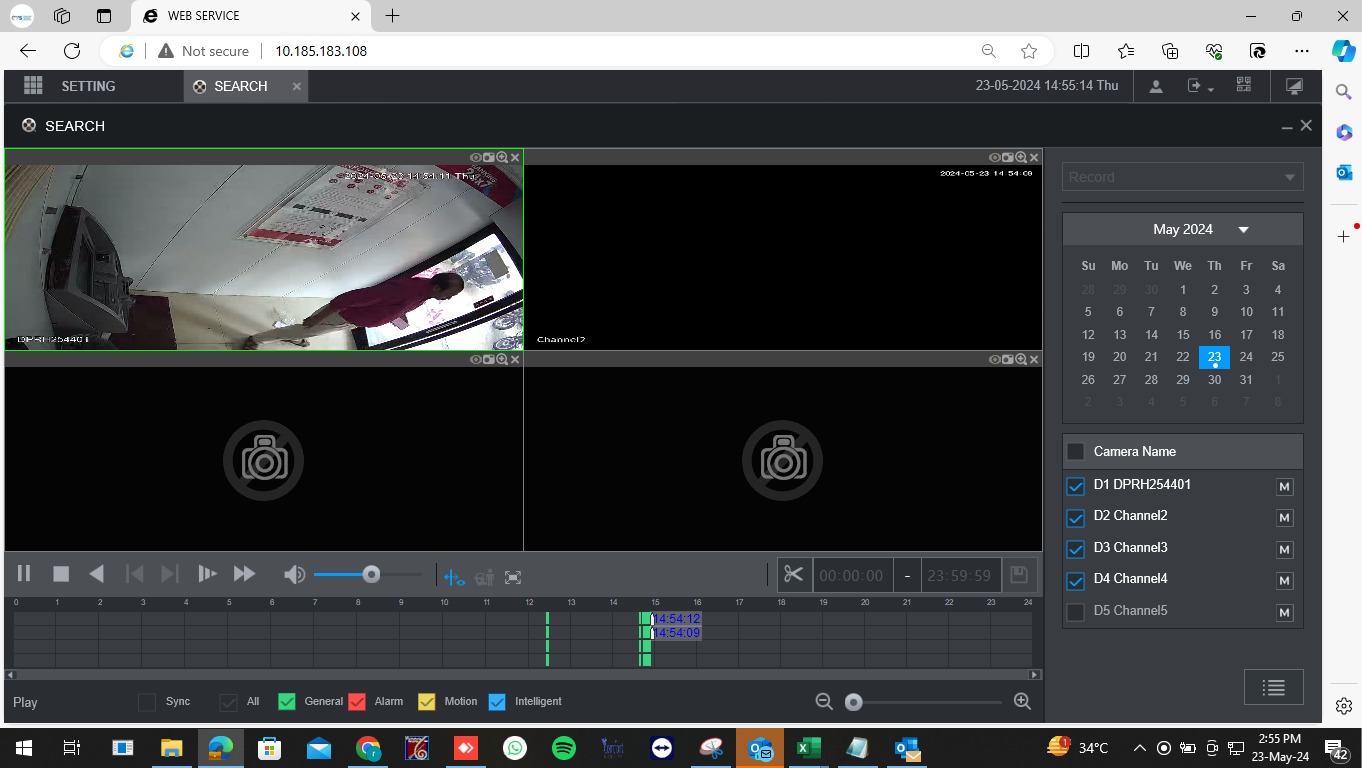 WEB SERVICE
Not secure
10.185.183.108
SETTING
SEARCH
23-05-2024 14:55:14 Thu
SEARCH
2024-05-23 14:54:11 Thu
DPRH254401
2024-05-23 14:54:09
Channel2
Record
May 2024
Su Mo Tu We Th Fr Sa
28 29 30 1 2 3 4
5 6 7 8 9 10 11
12 13 14 15 16 17 18
19 20 21 22 23 24 25
26 27 28 29 30 31 1
2 3 4 5 6 7 8
Camera Name
D1 DPRH254401 M
D2 Channel2 M
D3 Channel3 M
D4 Channel4 M
D5 Channel5 M
00:00:00 - 23:59:59
0 1 2 3 4 5 6 7 8 9 10 11 12 13 14 15 16 17 18 19 20 21 22 23 24
14:54:12
14:54:09
Play
Sync
All
General
Alarm
Motion
Intelligent
34°C
2:55 PM
23-May-24
42